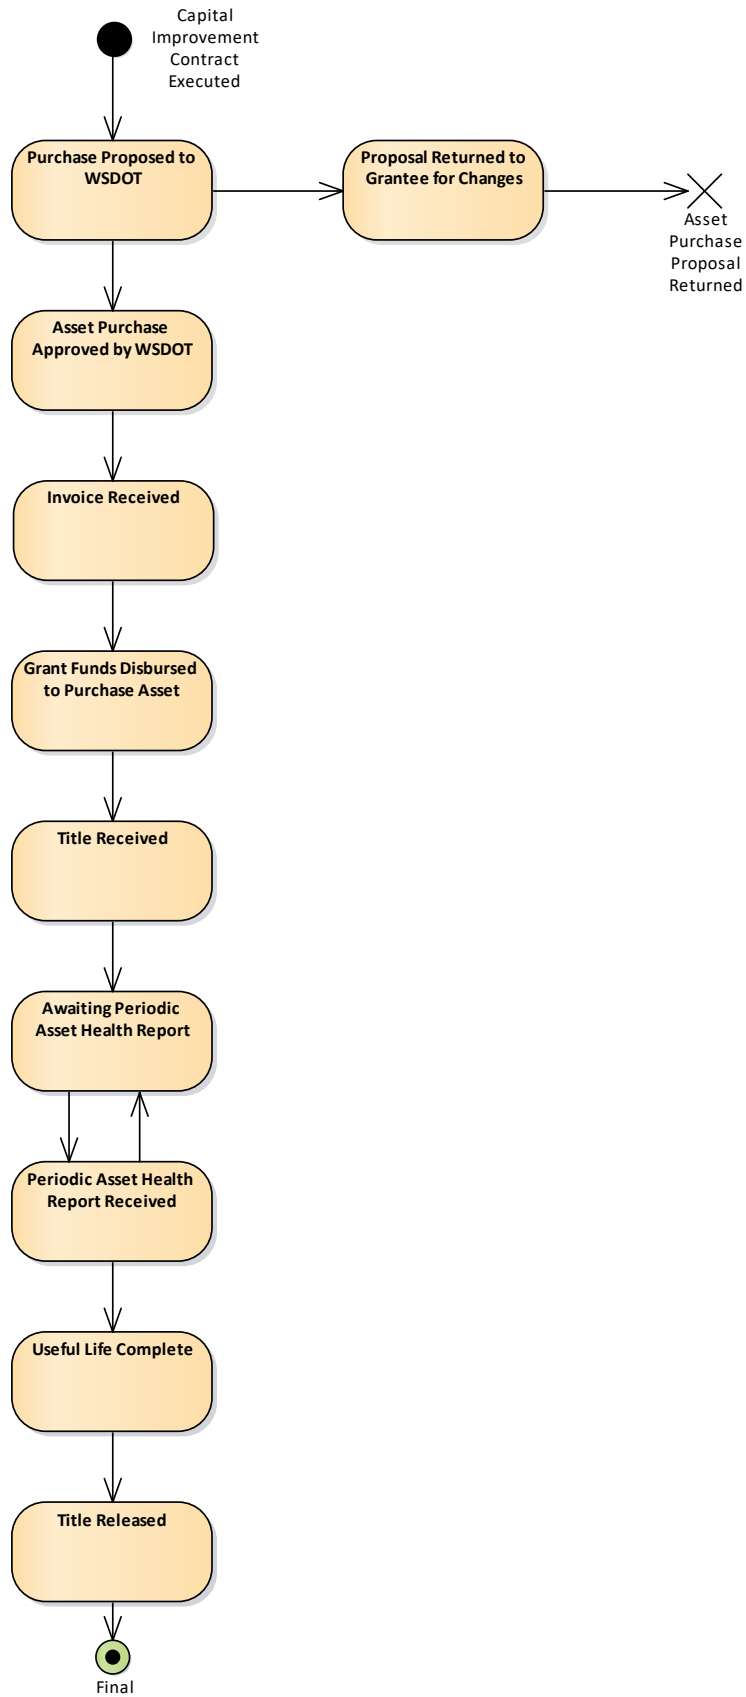 Capital
Improvement
Contract
Executed
Purchase Proposed to
WSDOT
Proposal Returned to
Grantee for Changes
Asset
Purchase
Proposal
Returned
Asset Purchase
Approved by WSDOT
Invoice Received
Grant Funds Disbursed
to Purchase Asset
Title Received
Awaiting Periodic
Asset Health Report
Periodic Asset Health
Report Received
Useful Life Complete
Title Released
Final